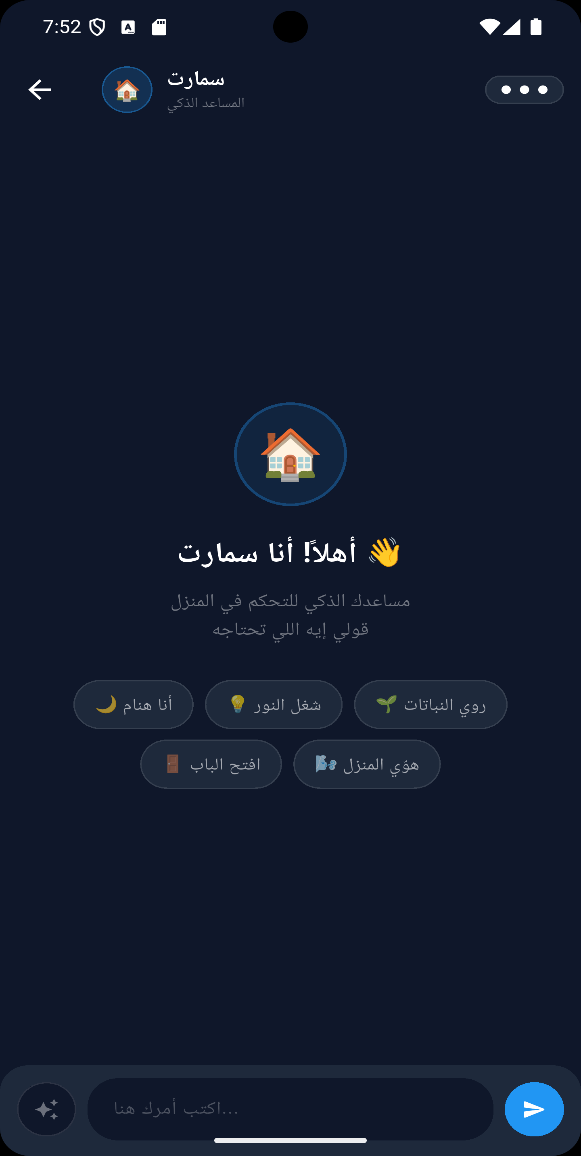 7:52
سمارت
المساعد الذكي
👋 أهلاً! أنا سمارت
مساعدك الذكي للتحكم في المنزل
قولي إيه اللي تحتاجه
روي النباتات 🌱
شغل النور 💡
أنا هنام 🌙
هوّي المنزل 🌬️
افتح الباب 🚪
اكتب أمرك هنا...